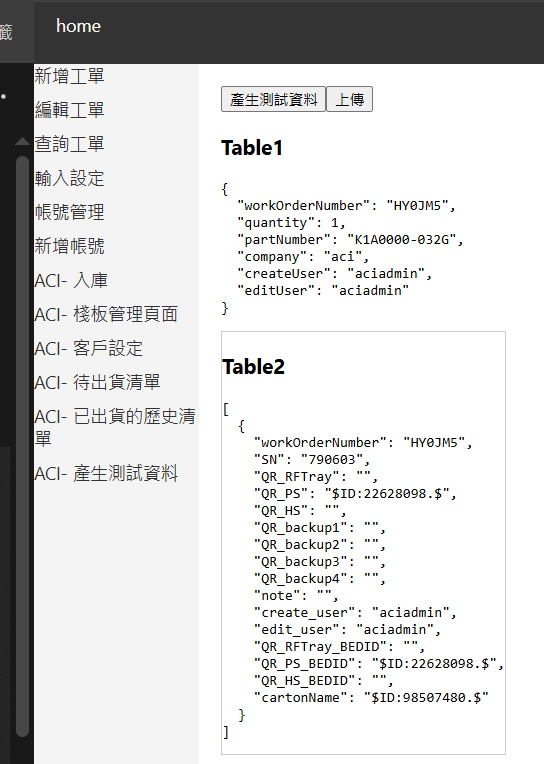 籤
home
新增工單
編輯工單
查詢工單
輸入設定
帳號管理
新增帳號
ACI- 入庫
ACI- 棧板管理頁面
ACI- 客戶設定
ACI- 待出貨清單
ACI- 已出貨的歷史清
單
ACI- 產生測試資料
產生測試資料 上傳
Table1
{
"workOrderNumber": "HY0JM5",
"quantity": 1,
"partNumber": "K1A0000-032G",
"company": "aci",
"createUser": "aciadmin",
"editUser": "aciadmin"
}
Table2
[
{
"workOrderNumber": "HY0JM5",
"SN": "790603",
"QR_RFTray": "",
"QR_PS": "$ID:22628098.$",
"QR_HS": "",
"QR_backup1": "",
"QR_backup2": "",
"QR_backup3": "",
"QR_backup4": "",
"note": "",
"create_user": "aciadmin",
"edit_user": "aciadmin",
"QR_RFTray_BEDID": "",
"QR_PS_BEDID": "$ID:22628098.$",
"QR_HS_BEDID": "",
"cartonName": "$ID:98507480.$"
}
]